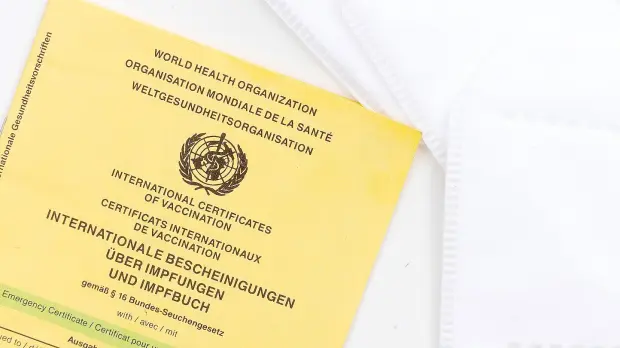 WORLD HEALTH ORGANIZATION
ORGANISATION MONDIALE DE LA SANTÉ
WELTGESUNDHEITSORGANISATION
INTERNATIONAL CERTIFICATES
OF VACCINATION
CERTIFICATS INTERNATIONAUX
DE VACCINATION
INTERNATIONALE BESCHEINIGUNGEN
ÜBER IMPFUNGEN
UND IMPFBUCH
gemäß § 16 Bundes-Seuchengesetz
with / avec / mit
Emergency Certificate / Certificat pour
Ausgabe
Gesundheitsvorschriften